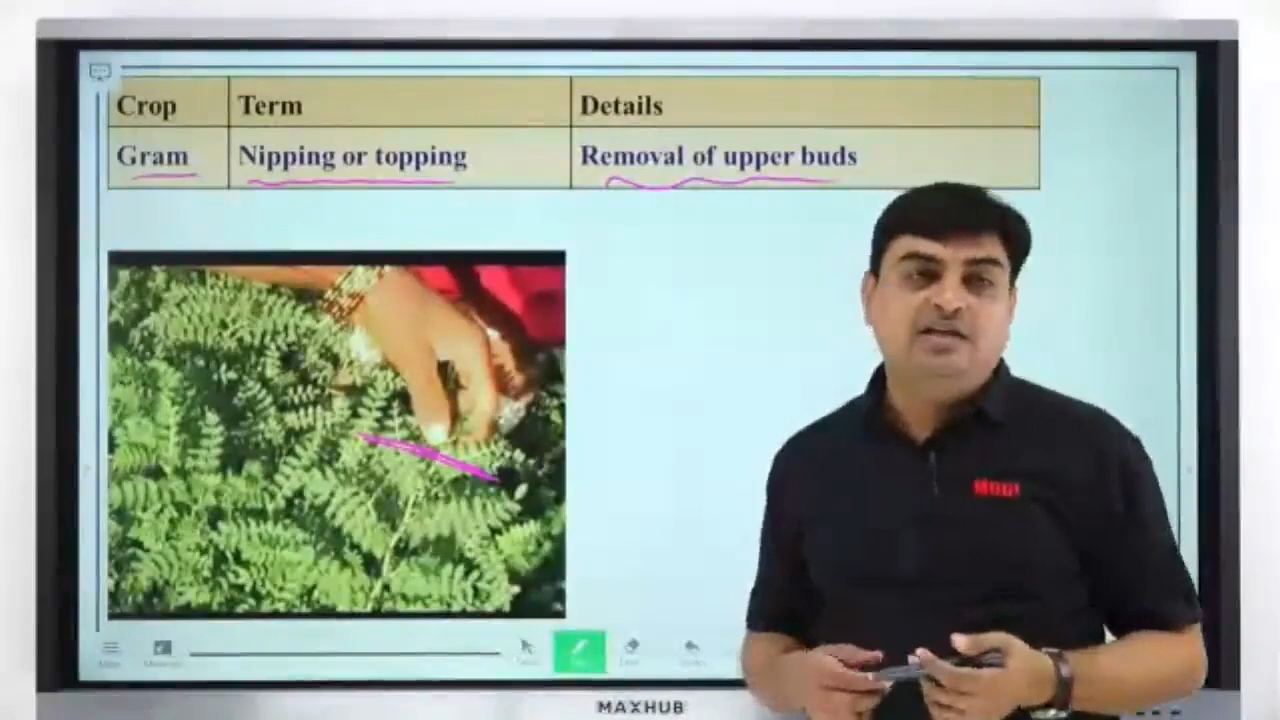 Crop Term Details
Gram Nipping or topping Removal of upper buds
MAXHUB